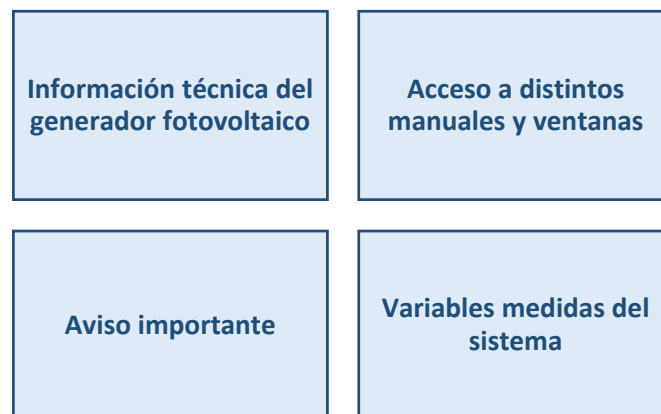 Información técnica del
generador fotovoltaico
Acceso a distintos
manuales y ventanas
Aviso importante
Variables medidas del
sistema